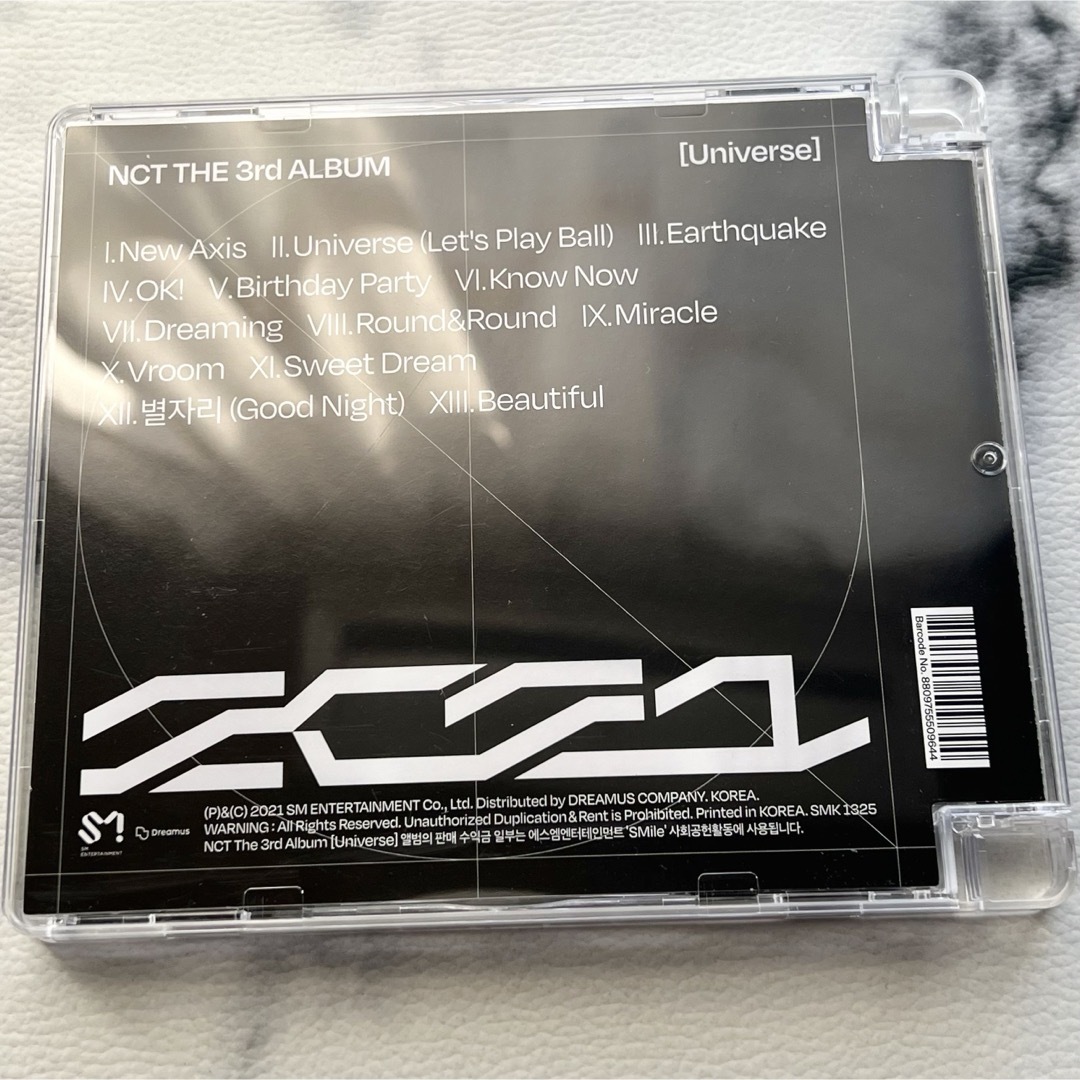 NCT THE 3rd ALBUM [Universe]
I.New Axis II.Universe (Let's Play Ball) III.Earthquake
IV.OK! V.Birthday Party VI.Know Now
VII.Dreaming VIII.Round&Round IX.Miracle
X.Vroom XI.Sweet Dream
XII.별자리 (Good Night) XIII.Beautiful
Barcode No. 8809755509644
2021
SM!
SM ENTERTAINMENT
Dreamus
(P)&(C) 2021 SM ENTERTAINMENT Co., Ltd. Distributed by DREAMUS COMPANY. KOREA.
WARNING : All Rights Reserved. Unauthorized Duplication & Rent is Prohibited. Printed in KOREA. SMK 1325
NCT The 3rd Album [Universe] 앨범의 판매 수익금 일부는 에스엠엔터테인먼트 'SMile' 사회공헌활동에 사용됩니다.